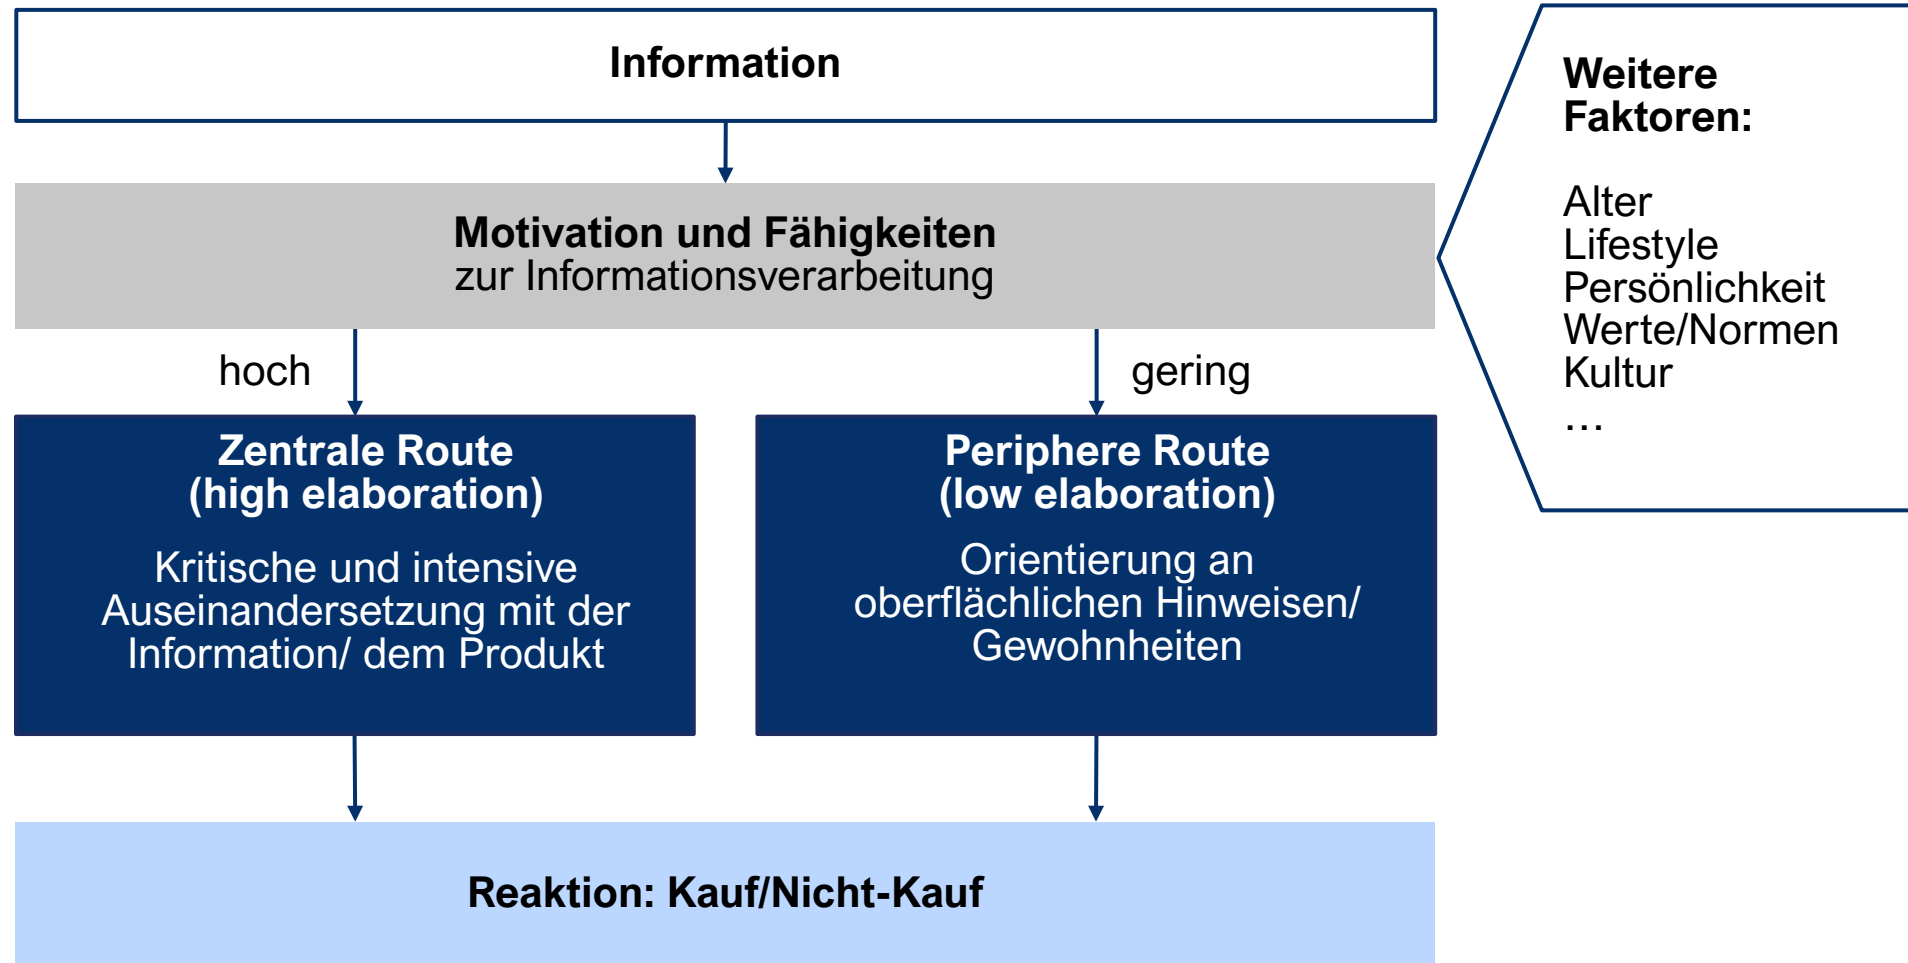 Information
Motivation und Fähigkeiten
zur Informationsverarbeitung
hoch
gering
Zentrale Route
(high elaboration)
Kritische und intensive
Auseinandersetzung mit der
Information/ dem Produkt
Periphere Route
(low elaboration)
Orientierung an
oberflächlichen Hinweisen/
Gewohnheiten
Reaktion: Kauf/Nicht-Kauf
Weitere
Faktoren:
Alter
Lifestyle
Persönlichkeit
Werte/Normen
Kultur
…